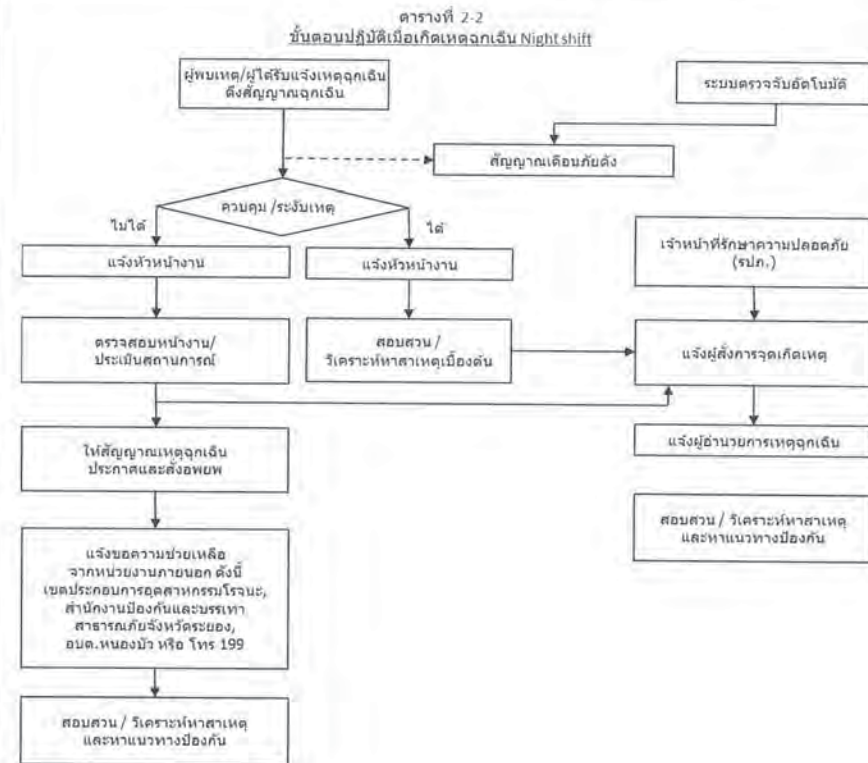 ตารางที่ 2-2
ขั้นตอนปฏิบัติเมื่อเกิดเหตุฉุกเฉิน Night shift
ผู้พบเหตุ/ผู้ได้รับแจ้งเหตุฉุกเฉิน
ดึงสัญญาณฉุกเฉิน
ระบบตรวจจับอัตโนมัติ
สัญญาณเตือนภัยดัง
ควบคุม /ระงับเหตุ
ไม่ได้
ได้
แจ้งหัวหน้างาน
แจ้งหัวหน้างาน
เจ้าหน้าที่รักษาความปลอดภัย
(รปภ.)
ตรวจสอบหน้างาน/
ประเมินสถานการณ์
สอบสวน /
วิเคราะห์หาสาเหตุเบื้องต้น
แจ้งผู้สั่งการจุดเกิดเหตุ
ให้สัญญาณเหตุฉุกเฉิน
ประกาศและสั่งอพยพ
แจ้งผู้อำนวยการเหตุฉุกเฉิน
แจ้งขอความช่วยเหลือ
จากหน่วยงานภายนอก ดังนี้
เขตประกอบการอุตสาหกรรมโรจนะ,
สำนักงานป้องกันและบรรเทา
สาธารณภัยจังหวัดระยอง,
อบต.หนองบัว หรือ โทร 199
สอบสวน / วิเคราะห์หาสาเหตุ
และหาแนวทางป้องกัน
สอบสวน / วิเคราะห์หาสาเหตุ
และหาแนวทางป้องกัน